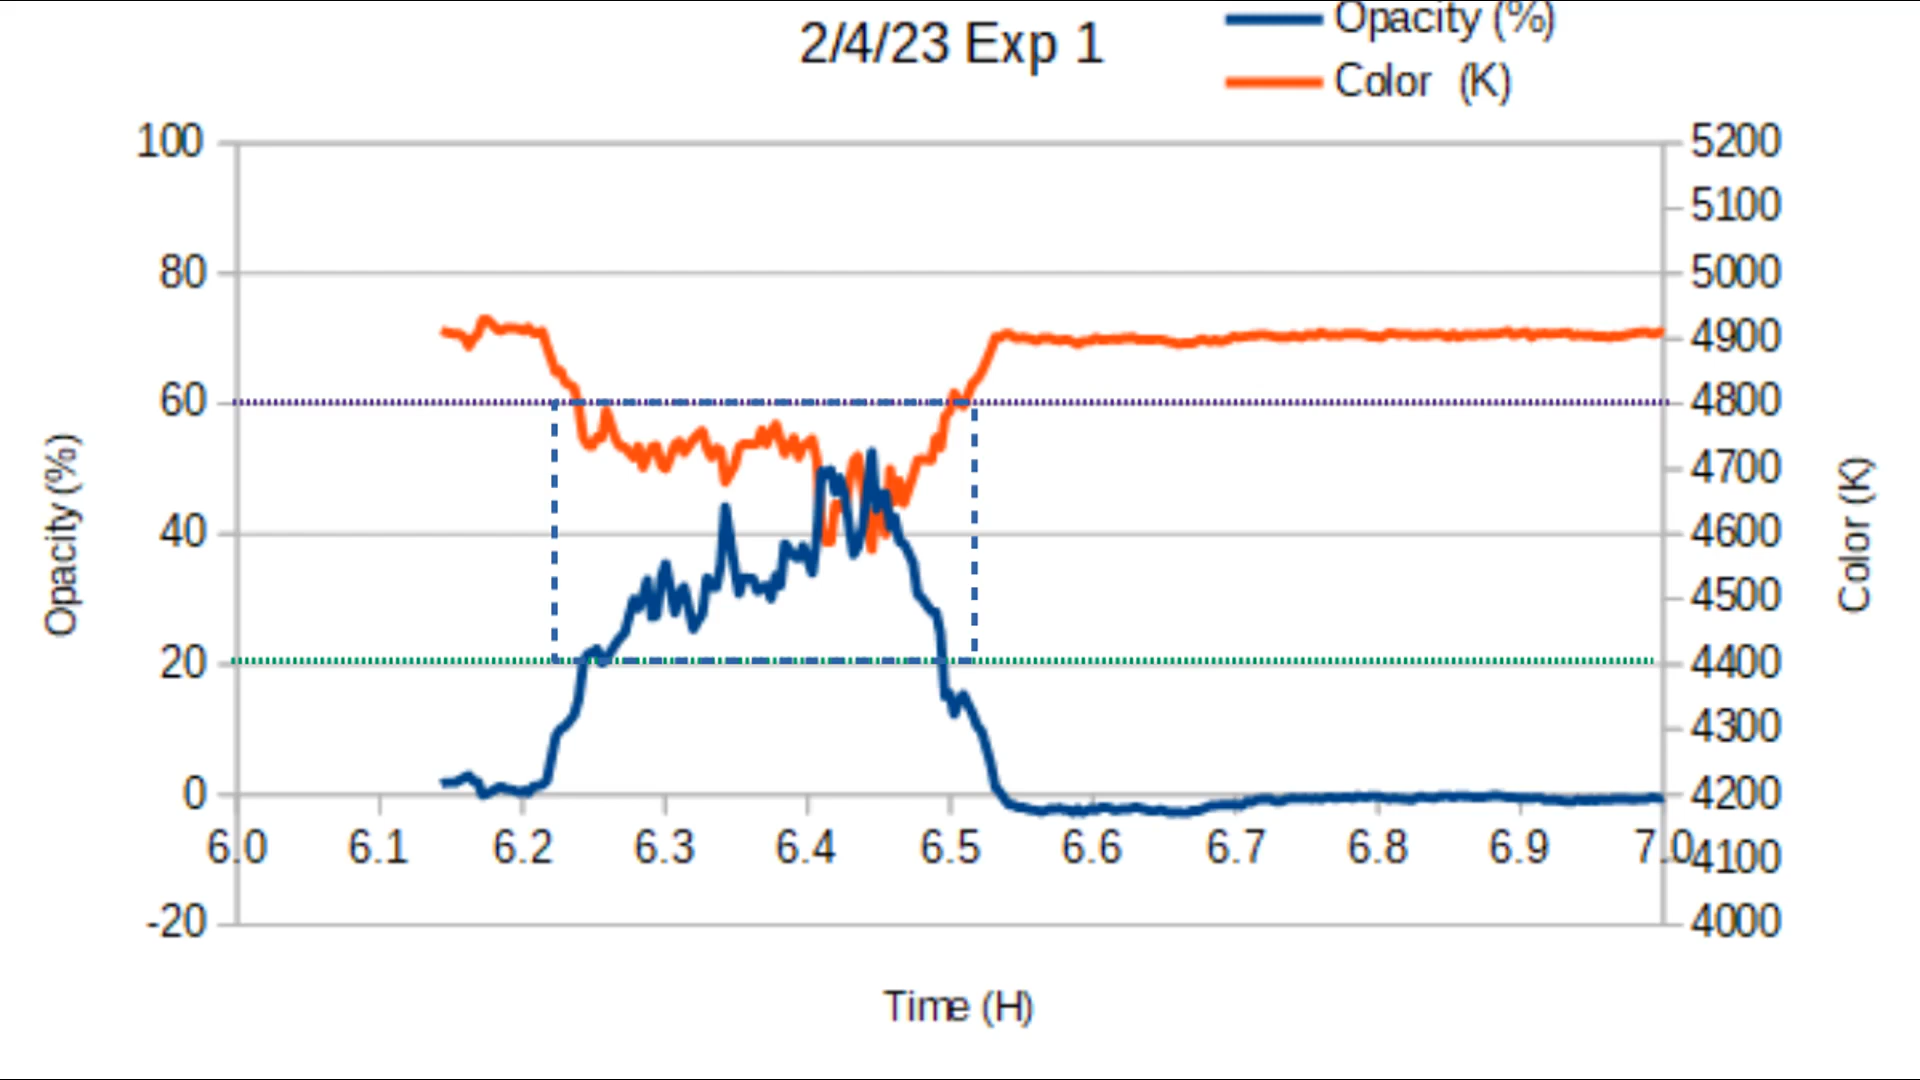 2/4/23 Exp 1
Opacity (%)
Color (K)
100
80
60
40
20
0
-20
5200
5100
5000
4900
4800
4700
4600
4500
4400
4300
4200
4100
4000
6.0 6.1 6.2 6.3 6.4 6.5 6.6 6.7 6.8 6.9 7.0
Opacity (%)
Color (K)
Time (H)